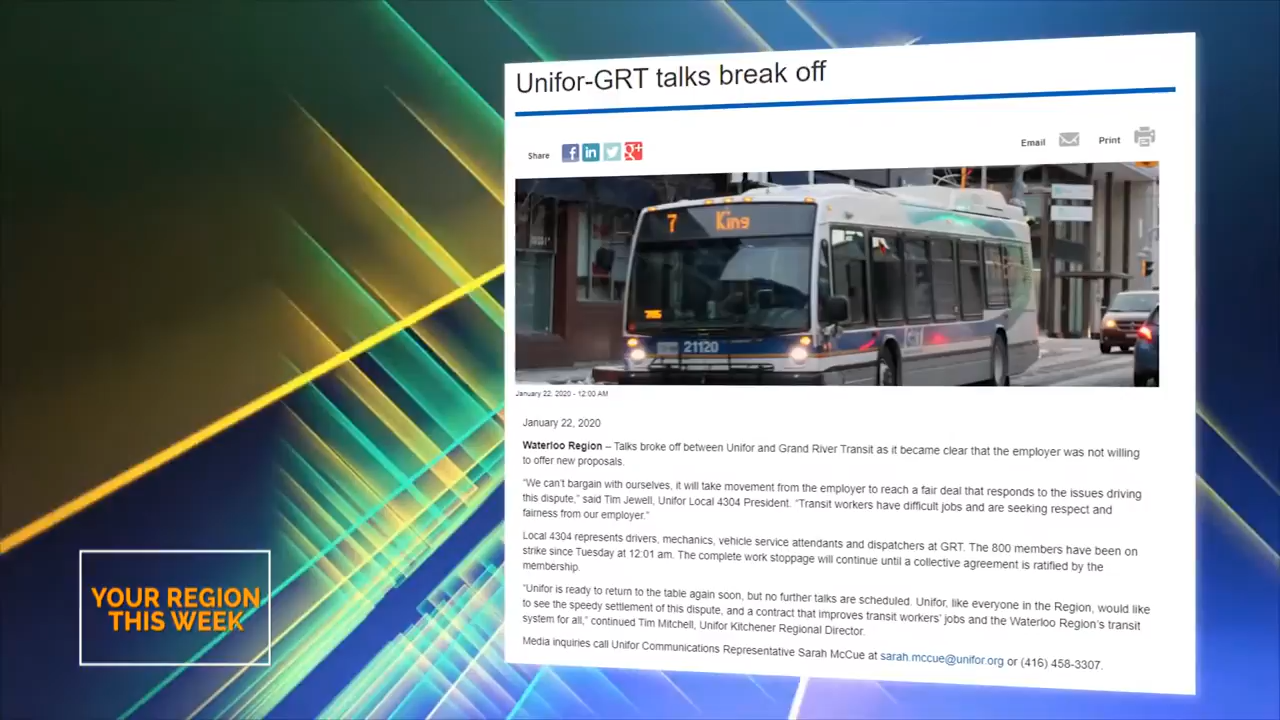 Unifor-GRT talks break off
Share
Email
Print
7 King
21120
GRT
January 22, 2020 - 12:00 AM
January 22, 2020
Waterloo Region – Talks broke off between Unifor and Grand River Transit as it became clear that the employer was not willing
to offer new proposals.
"We can't bargain with ourselves, it will take movement from the employer to reach a fair deal that responds to the issues driving
this dispute," said Tim Jewell, Unifor Local 4304 President. "Transit workers have difficult jobs and are seeking respect and
fairness from our employer."
Local 4304 represents drivers, mechanics, vehicle service attendants and dispatchers at GRT. The 800 members have been on
strike since Tuesday at 12:01 am. The complete work stoppage will continue until a collective agreement is ratified by the
membership.
"Unifor is ready to return to the table again soon, but no further talks are scheduled. Unifor, like everyone in the Region, would like
to see the speedy settlement of this dispute, and a contract that improves transit workers' jobs and the Waterloo Region's transit
system for all," continued Tim Mitchell, Unifor Kitchener Regional Director.
Media inquiries call Unifor Communications Representative Sarah McCue at sarah.mccue@unifor.org or (416) 458-3307.
YOUR REGION
THIS WEEK